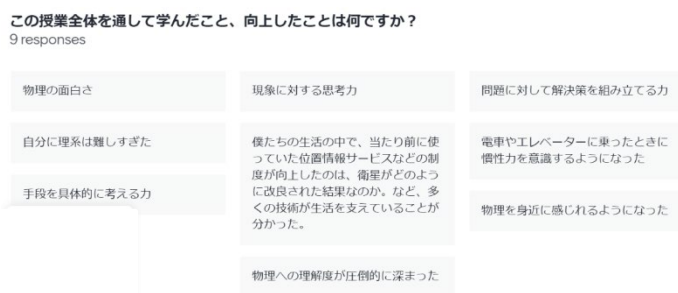 この授業全体を通して学んだこと、向上したことは何ですか？
9 responses
物理の面白さ
自分に理系は難しすぎた
手段を具体的に考える力
現象に対する思考力
僕たちの生活の中で、当たり前に使
っていた位置情報サービスなどの制
度が向上したのは、衛星がどのよう
に改良された結果なのか。など、多
くの技術が生活を支えていることが
分かった。
物理への理解度が圧倒的に深まった
問題に対して解決策を組み立てる力
電車やエレベーターに乗ったときに
慣性力を意識するようになった
物理を身近に感じれるようになった